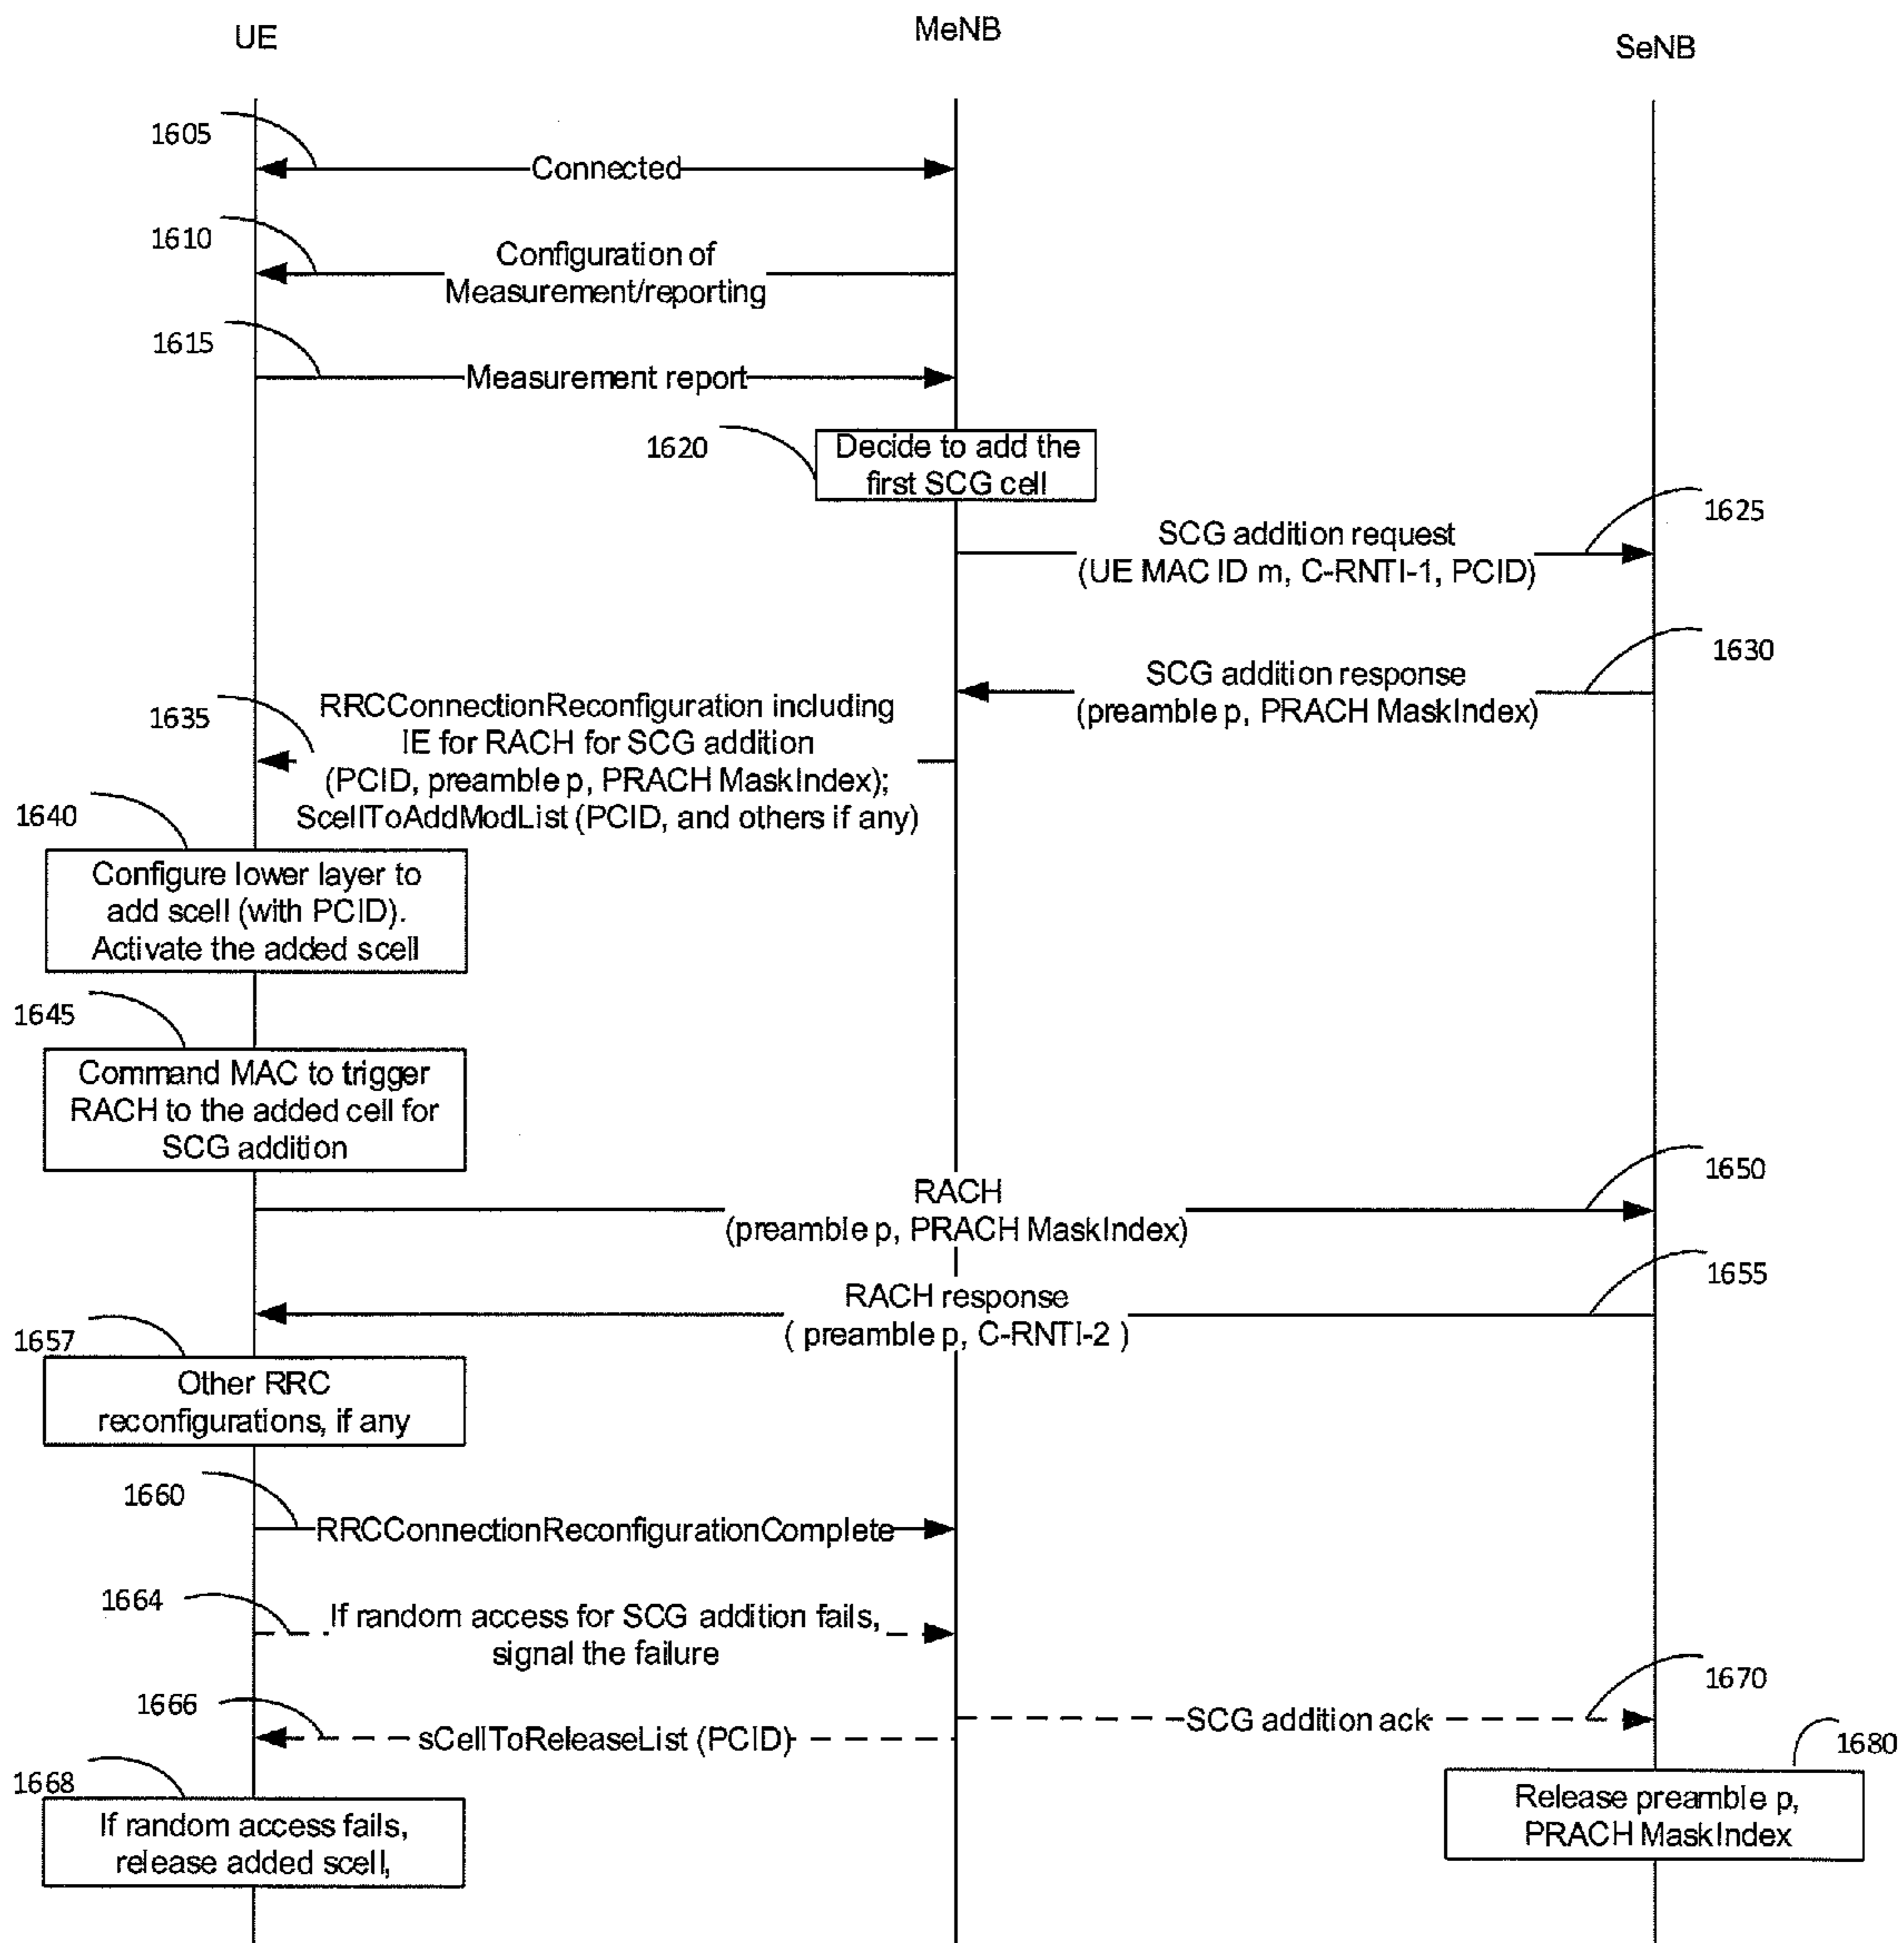 UE
MeNB
SeNB
1605
Connected
1610
Configuration of
Measurement/reporting
1615
Measurement report
1620
Decide to add the
first SCG cell
1625
SCG addition request
(UE MAC ID m, C-RNTI-1, PCID)
1630
SCG addition response
(preamble p, PRACH MaskIndex)
1635
RRCConnectionReconfiguration including
IE for RACH for SCG addition
(PCID, preamble p, PRACH MaskIndex);
ScellToAddModList (PCID, and others if any)
1640
Configure lower layer to
add scell (with PCID).
Activate the added scell
1645
Command MAC to trigger
RACH to the added cell for
SCG addition
1650
RACH
(preamble p, PRACH MaskIndex)
1655
RACH response
( preamble p, C-RNTI-2 )
1657
Other RRC
reconfigurations, if any
1660
RRCConnectionReconfigurationComplete
1664
If random access for SCG addition fails,
signal the failure
1670
SCG addition ack
1666
sCellToReleaseList (PCID)
1680
Release preamble p,
PRACH MaskIndex
1668
If random access fails,
release added scell,